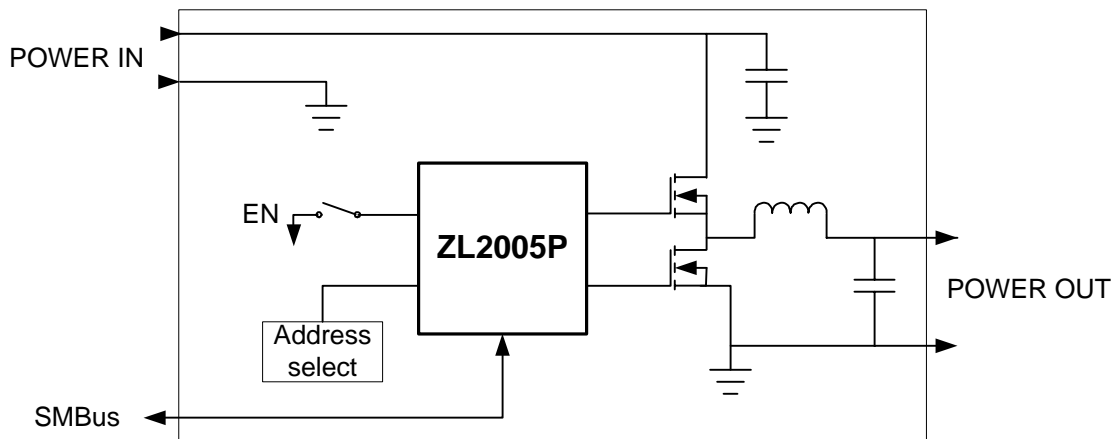 POWER IN
EN
ZL2005P
Address
select
POWER OUT
SMBus